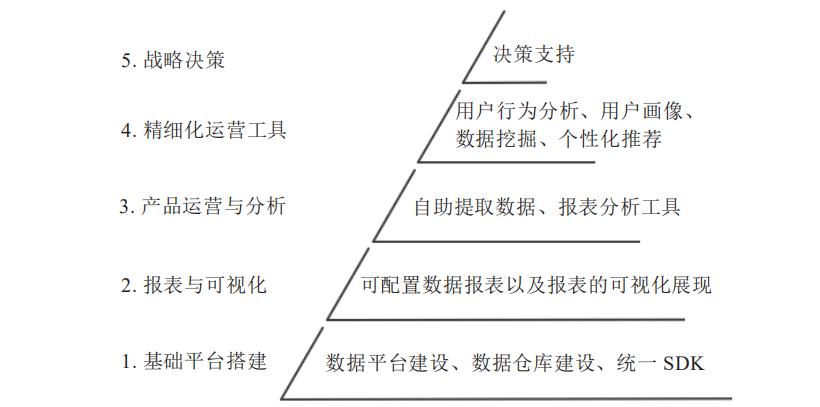 5. 战略决策
决策支持
4. 精细化运营工具
用户行为分析、用户画像、
数据挖掘、个性化推荐
3. 产品运营与分析
自助提取数据、报表分析工具
2. 报表与可视化
可配置数据报表以及报表的可视化展现
1. 基础平台搭建
数据平台建设、数据仓库建设、统一 SDK